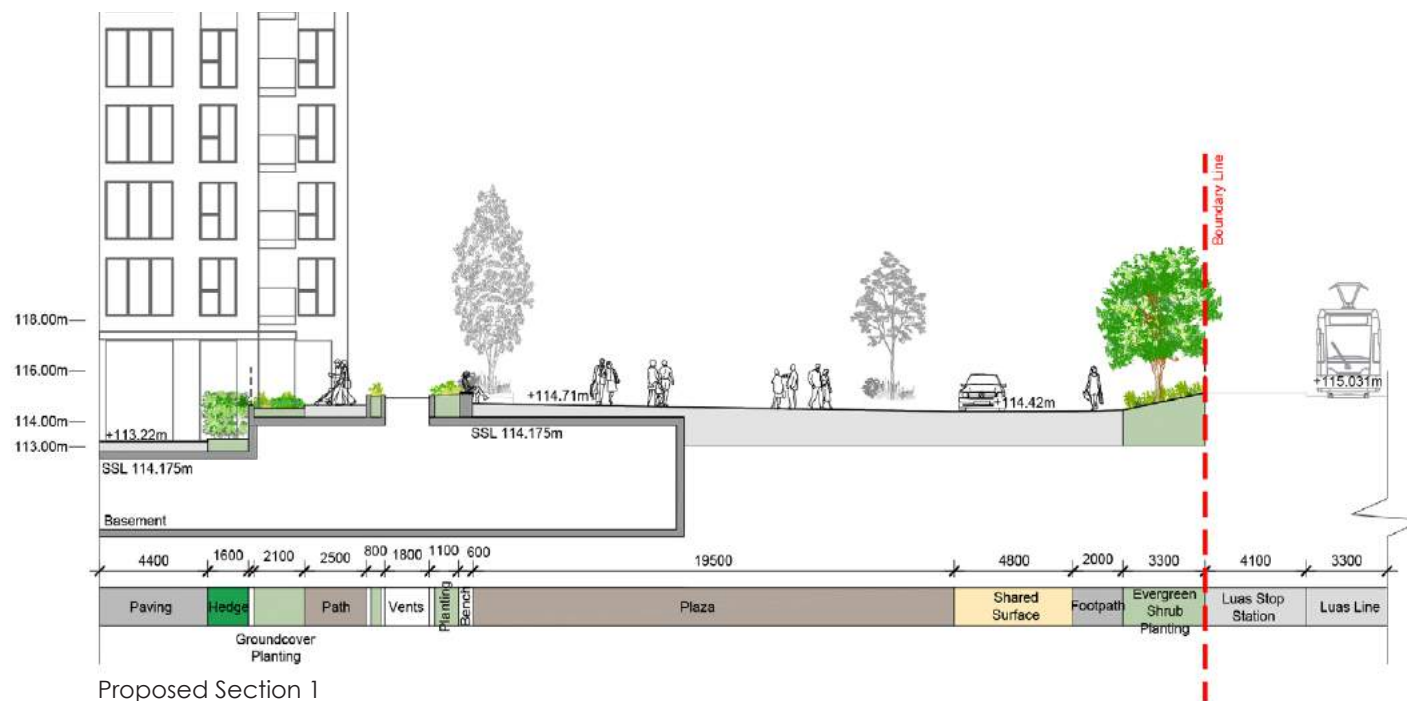 Boundary Line
118.00m
116.00m
114.00m
113.00m
+113.22m
+114.71m
+114.42m
+115.031m
SSL 114.175m
SSL 114.175m
Basement
4400
1600
2100
2500
800
1800
1100
600
19500
4800
2000
3300
4100
3300
Paving
Hedge
Path
Vents
Planting
Bench
Plaza
Shared
Surface
Footpath
Evergreen
Shrub
Planting
Luas Stop
Station
Luas Line
Groundcover
Planting
Proposed Section 1